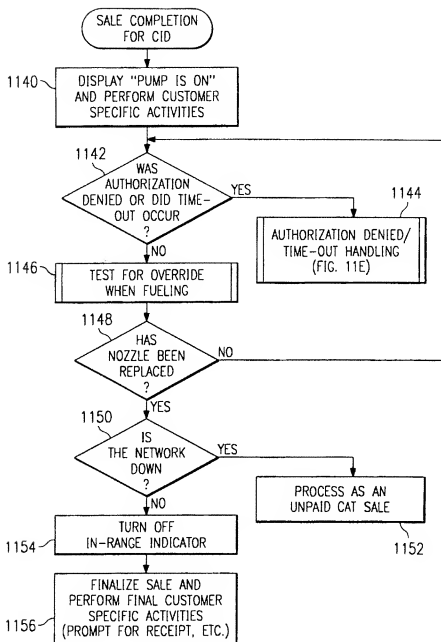 SALE COMPLETION
FOR CID
1140
DISPLAY "PUMP IS ON"
AND PERFORM CUSTOMER
SPECIFIC ACTIVITIES
1142
WAS
AUTHORIZATION
DENIED OR DID TIME-
OUT OCCUR
?
YES
1144
AUTHORIZATION DENIED/
TIME-OUT HANDLING
(FIG. 11E)
NO
1146
TEST FOR OVERRIDE
WHEN FUELING
1148
HAS
NOZZLE BEEN
REPLACED
?
NO
YES
1150
IS
THE NETWORK
DOWN
?
YES
PROCESS AS AN
UNPAID CAT SALE
1152
NO
1154
TURN OFF
IN-RANGE INDICATOR
1156
FINALIZE SALE AND
PERFORM FINAL CUSTOMER
SPECIFIC ACTIVITIES
(PROMPT FOR RECEIPT, ETC.)